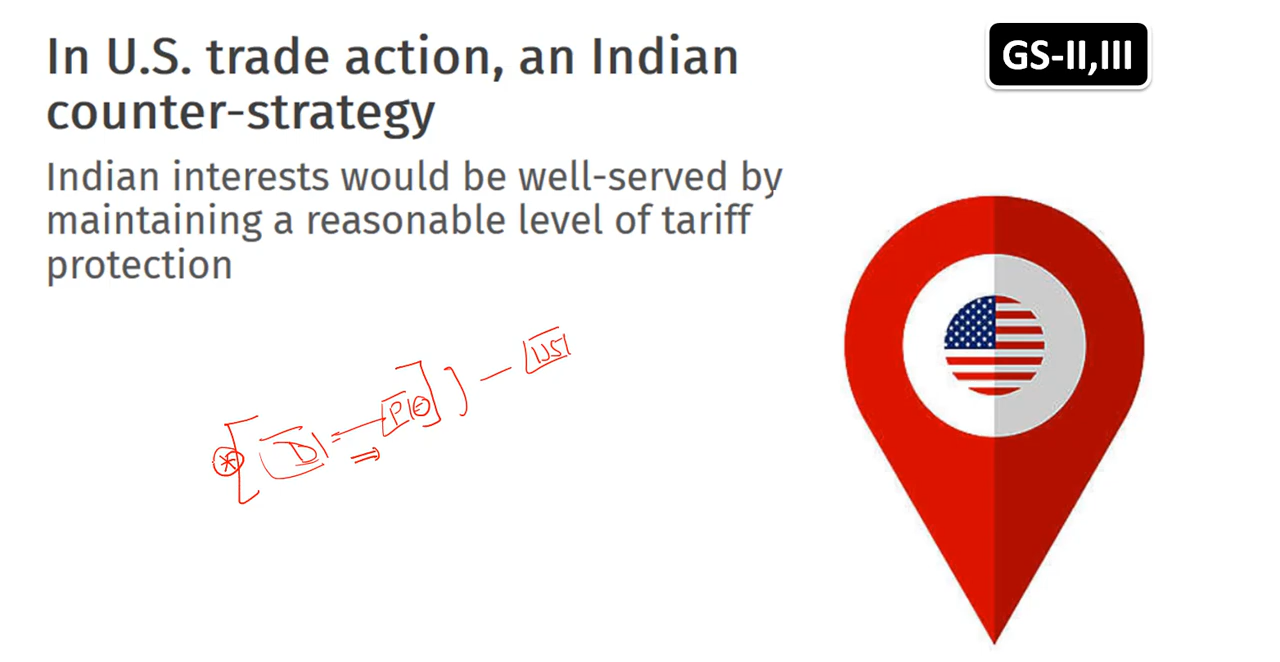 In U.S. trade action, an Indian
counter-strategy
GS-II,III
Indian interests would be well-served by
maintaining a reasonable level of tariff
protection
US
D